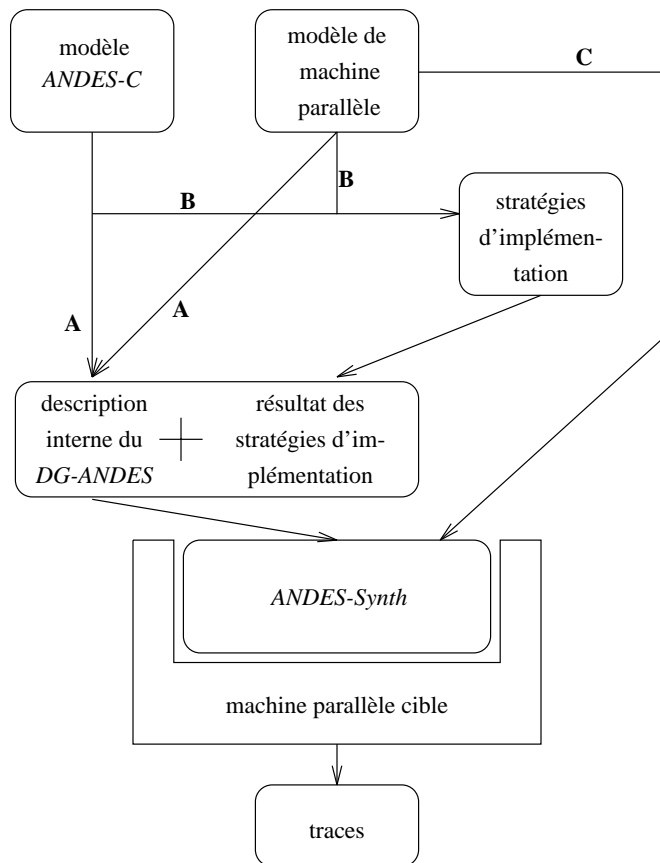 modèle
ANDES-C
modèle de
machine
parallèle
C
B
B
stratégies
d'implémen-
tation
A
A
description
interne du
DG-ANDES
résultat des
stratégies d'im-
plémentation
ANDES-Synth
machine parallèle cible
traces